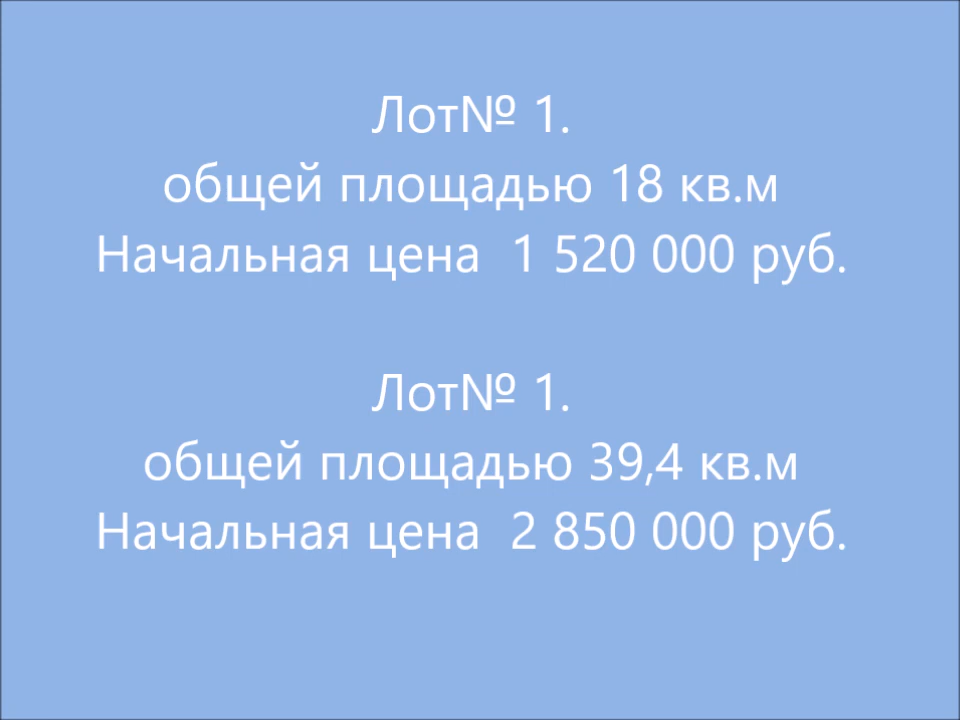 Лот№ 1.
общей площадью 18 кв.м
Начальная цена  1 520 000 руб.
Лот№ 1.
общей площадью 39,4 кв.м
Начальная цена  2 850 000 руб.